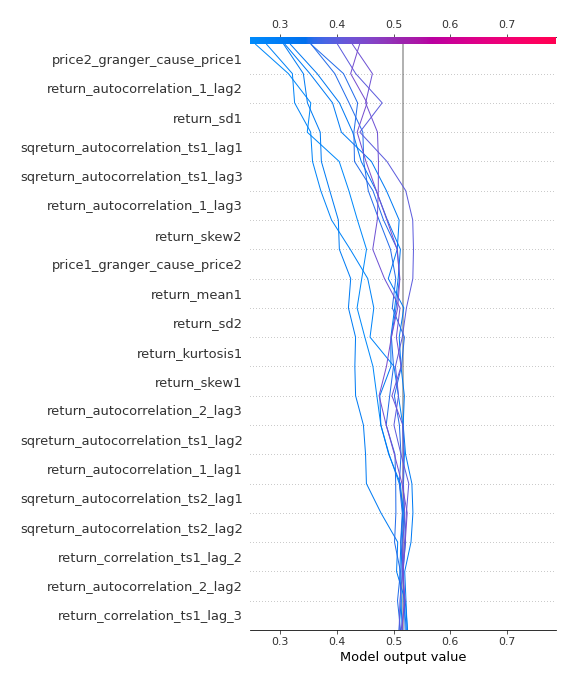 0.3 0.4 0.5 0.6 0.7
price2_granger_cause_price1
return_autocorrelation_1_lag2
return_sd1
sqreturn_autocorrelation_ts1_lag1
sqreturn_autocorrelation_ts1_lag3
return_autocorrelation_1_lag3
return_skew2
price1_granger_cause_price2
return_mean1
return_sd2
return_kurtosis1
return_skew1
return_autocorrelation_2_lag3
sqreturn_autocorrelation_ts1_lag2
return_autocorrelation_1_lag1
sqreturn_autocorrelation_ts2_lag1
sqreturn_autocorrelation_ts2_lag2
return_correlation_ts1_lag_2
return_autocorrelation_2_lag2
return_correlation_ts1_lag_3
0.3 0.4 0.5 0.6 0.7
Model output value